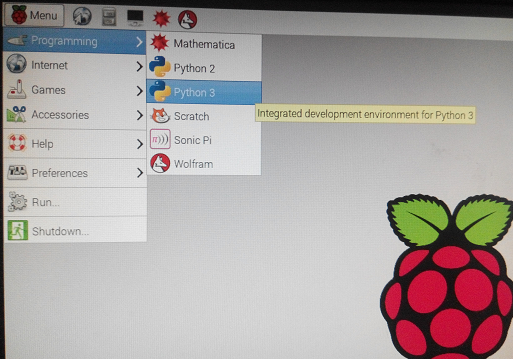 Menu
Programming
Internet
Games
Accessories
Help
Preferences
Run...
Shutdown...
Mathematica
Python 2
Python 3
Scratch
Sonic Pi
Wolfram
Integrated development environment for Python 3